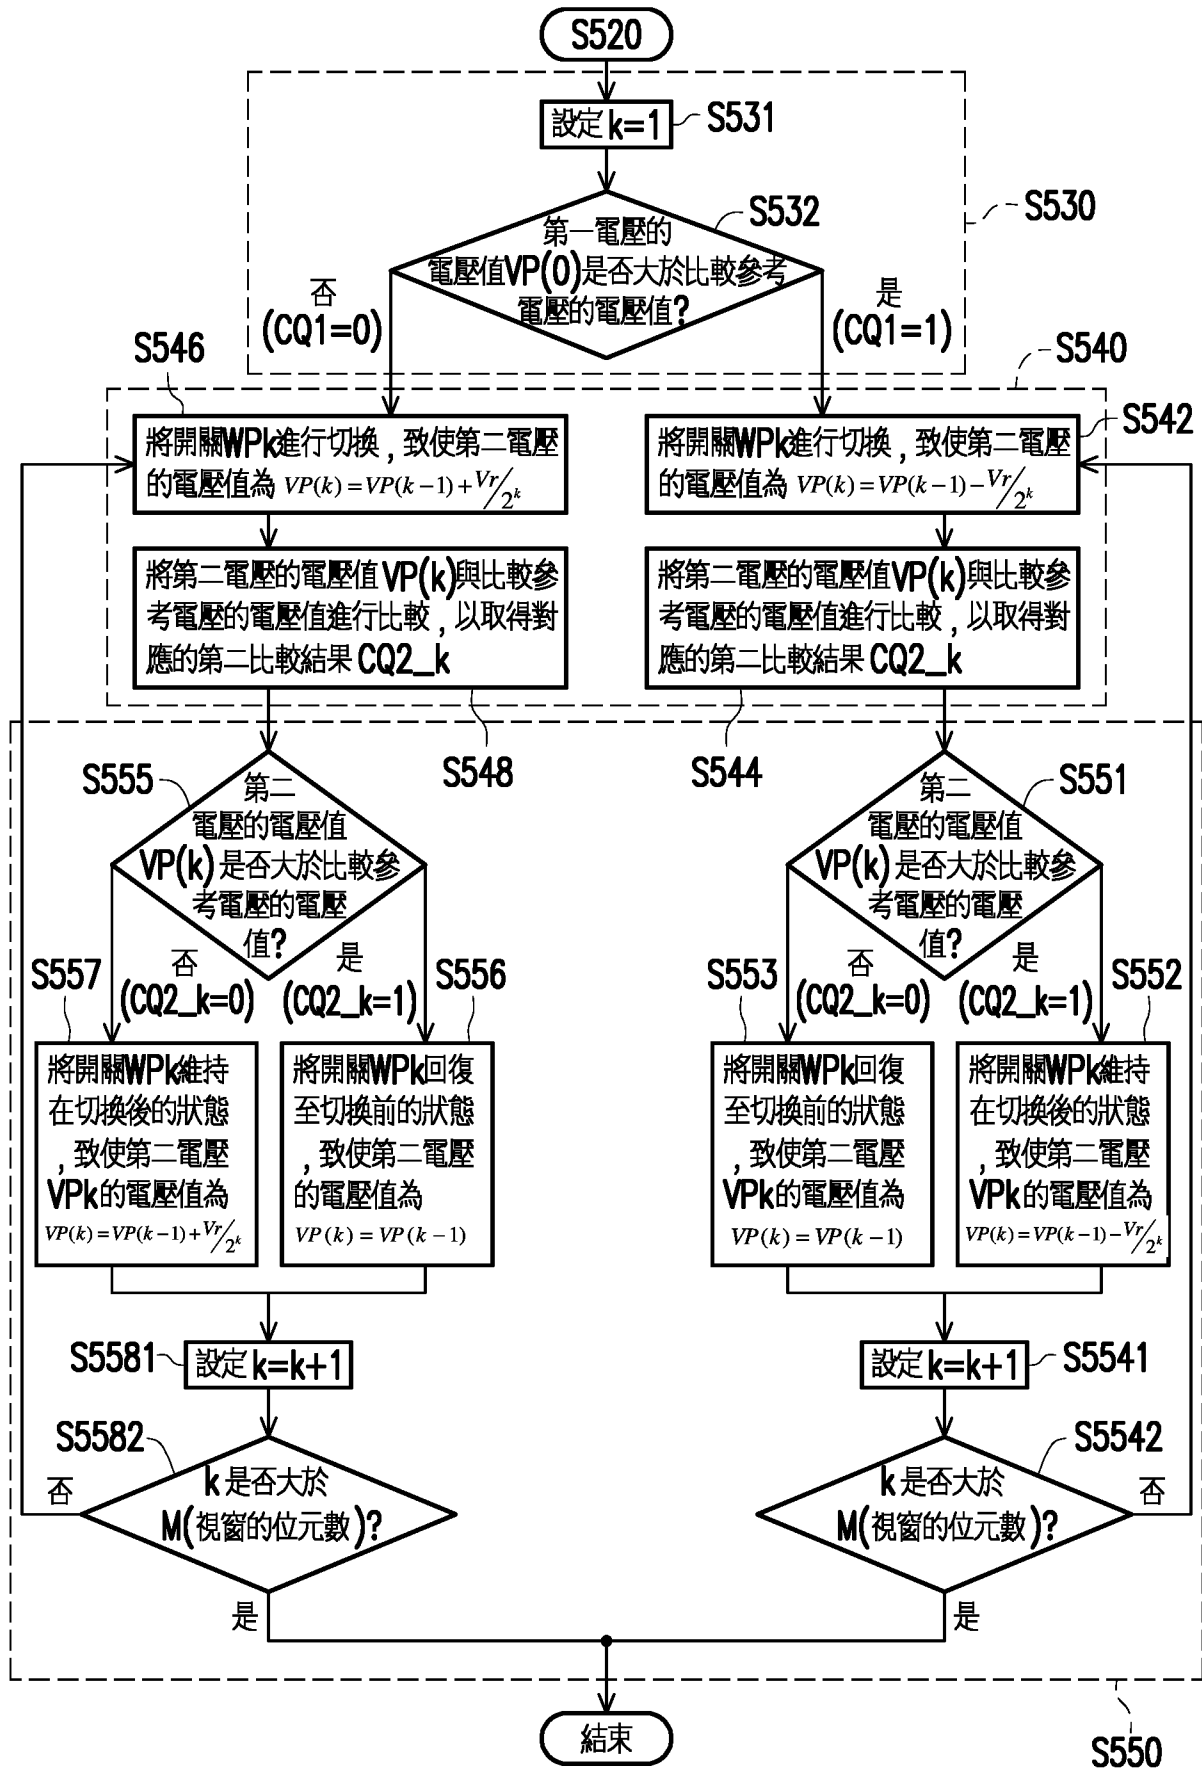 S520
設定k=1
S531
S530
S532
第一電壓的
電壓值VP(0)是否大於比較參考
電壓的電壓值?
否
(CQ1=0)
是
(CQ1=1)
S540
S546
將開關WPk進行切換,致使第二電壓
的電壓值為 VP(k)=VP(k-1)+Vr/2^k
S542
將開關WPk進行切換,致使第二電壓
的電壓值為 VP(k)=VP(k-1)-Vr/2^k
將第二電壓的電壓值VP(k)與比較參
考電壓的電壓值進行比較,以取得對
應的第二比較結果CQ2_k
S548
將第二電壓的電壓值VP(k)與比較參
考電壓的電壓值進行比較,以取得對
應的第二比較結果CQ2_k
S544
S555
第二
電壓的電壓值
VP(k)是否大於比較參
考電壓的電壓
值?
S551
第二
電壓的電壓值
VP(k)是否大於比較參
考電壓的電壓
值?
否
(CQ2_k=0)
是
(CQ2_k=1)
否
(CQ2_k=0)
是
(CQ2_k=1)
S557
將開關WPk維持
在切換後的狀態
,致使第二電壓
VPk的電壓值為
VP(k)=VP(k-1)+Vr/2^k
S556
將開關WPk回復
至切換前的狀態
,致使第二電壓
的電壓值為
VP(k)=VP(k-1)
S553
將開關WPk回復
至切換前的狀態
,致使第二電壓
VPk的電壓值為
VP(k)=VP(k-1)
S552
將開關WPk維持
在切換後的狀態
,致使第二電壓
VPk的電壓值為
VP(k)=VP(k-1)-Vr/2^k
S5581
設定k=k+1
設定k=k+1
S5541
S5582
k是否大於
M(視窗的位元數)?
否
是
S5542
k是否大於
M(視窗的位元數)?
否
是
結束
S550